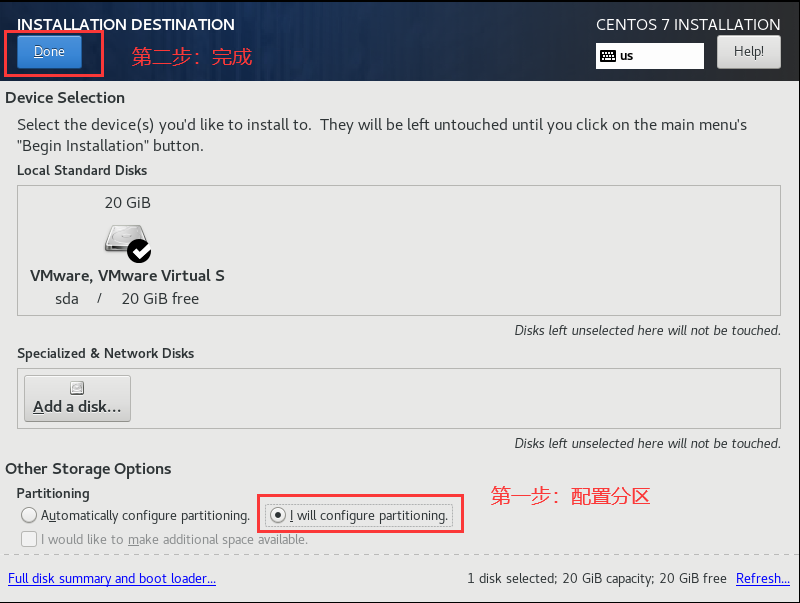 INSTALLATION DESTINATION
CENTOS 7 INSTALLATION
Done
第二步：完成
us
Help!
Device Selection
Select the device(s) you'd like to install to.  They will be left untouched until you click on the main menu's
"Begin Installation" button.
Local Standard Disks
20 GiB
VMware, VMware Virtual S
sda / 20 GiB free
Disks left unselected here will not be touched.
Specialized & Network Disks
Add a disk...
Disks left unselected here will not be touched.
Other Storage Options
Partitioning
第一步：配置分区
Automatically configure partitioning.
I will configure partitioning.
I would like to make additional space available.
Full disk summary and boot loader...
1 disk selected; 20 GiB capacity; 20 GiB free
Refresh...